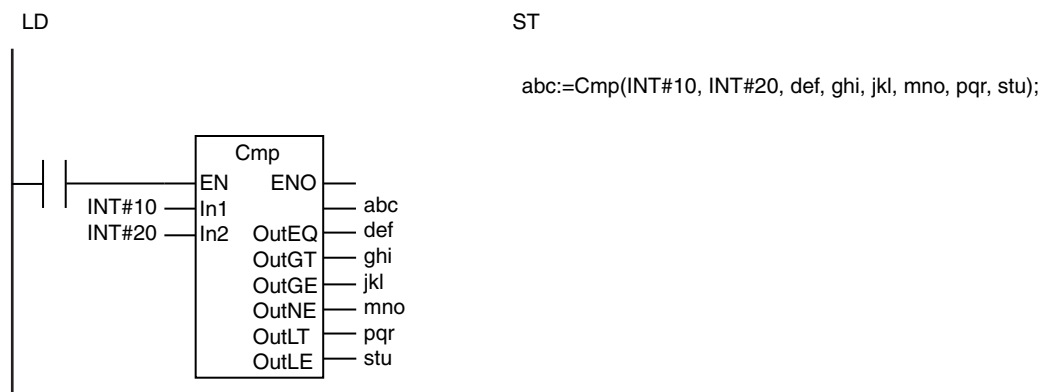 LD
ST
abc:=Cmp(INT#10, INT#20, def, ghi, jkl, mno, pqr, stu);
Cmp
EN ENO
INT#10 In1 abc
INT#20 In2 OutEQ def
OutGT ghi
OutGE jkl
OutNE mno
OutLT pqr
OutLE stu